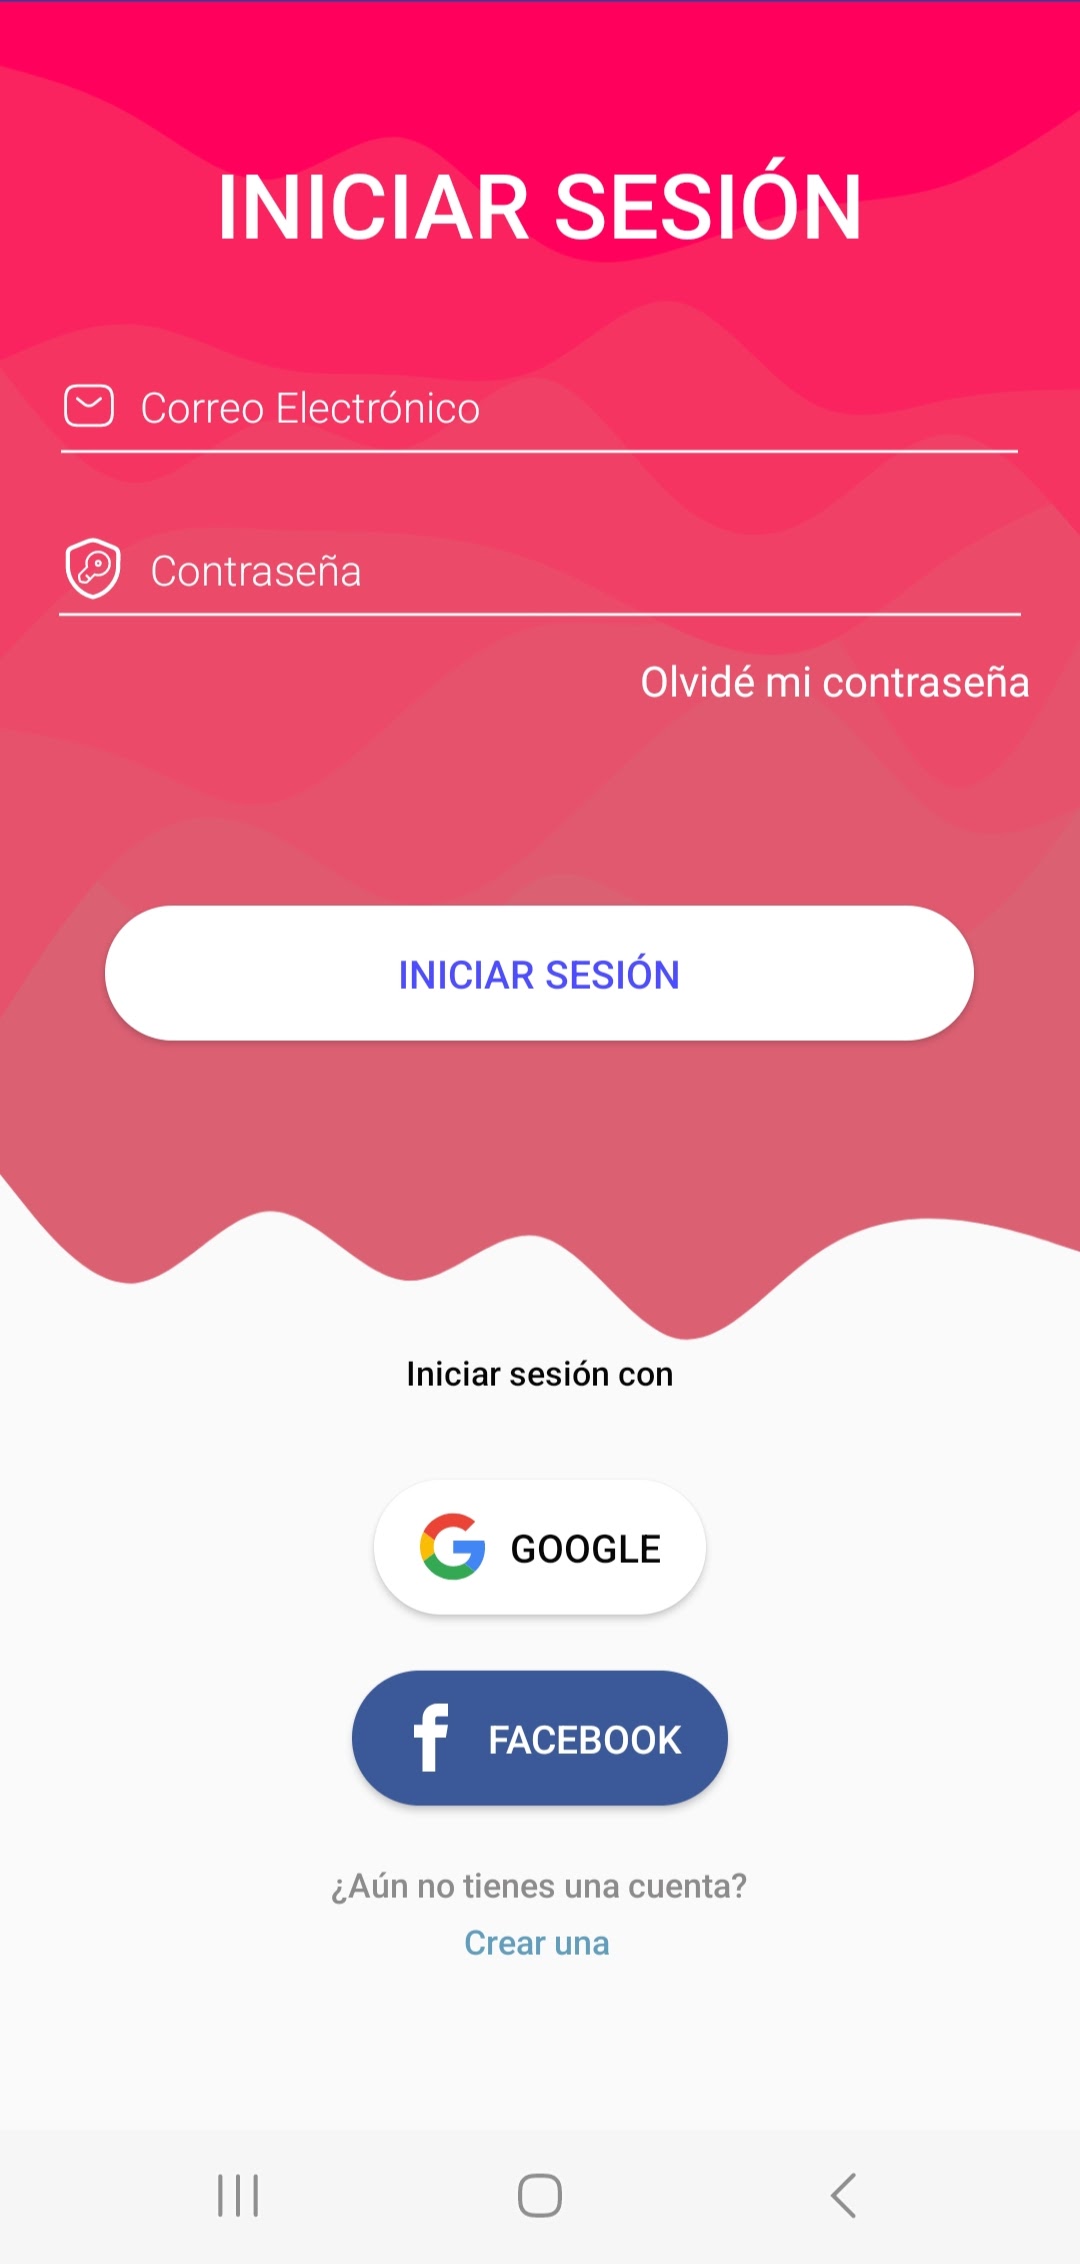 INICIAR SESIÓN
Correo Electrónico
Contraseña
Olvidé mi contraseña
INICIAR SESIÓN
Iniciar sesión con
GOOGLE
FACEBOOK
¿Aún no tienes una cuenta?
Crear una